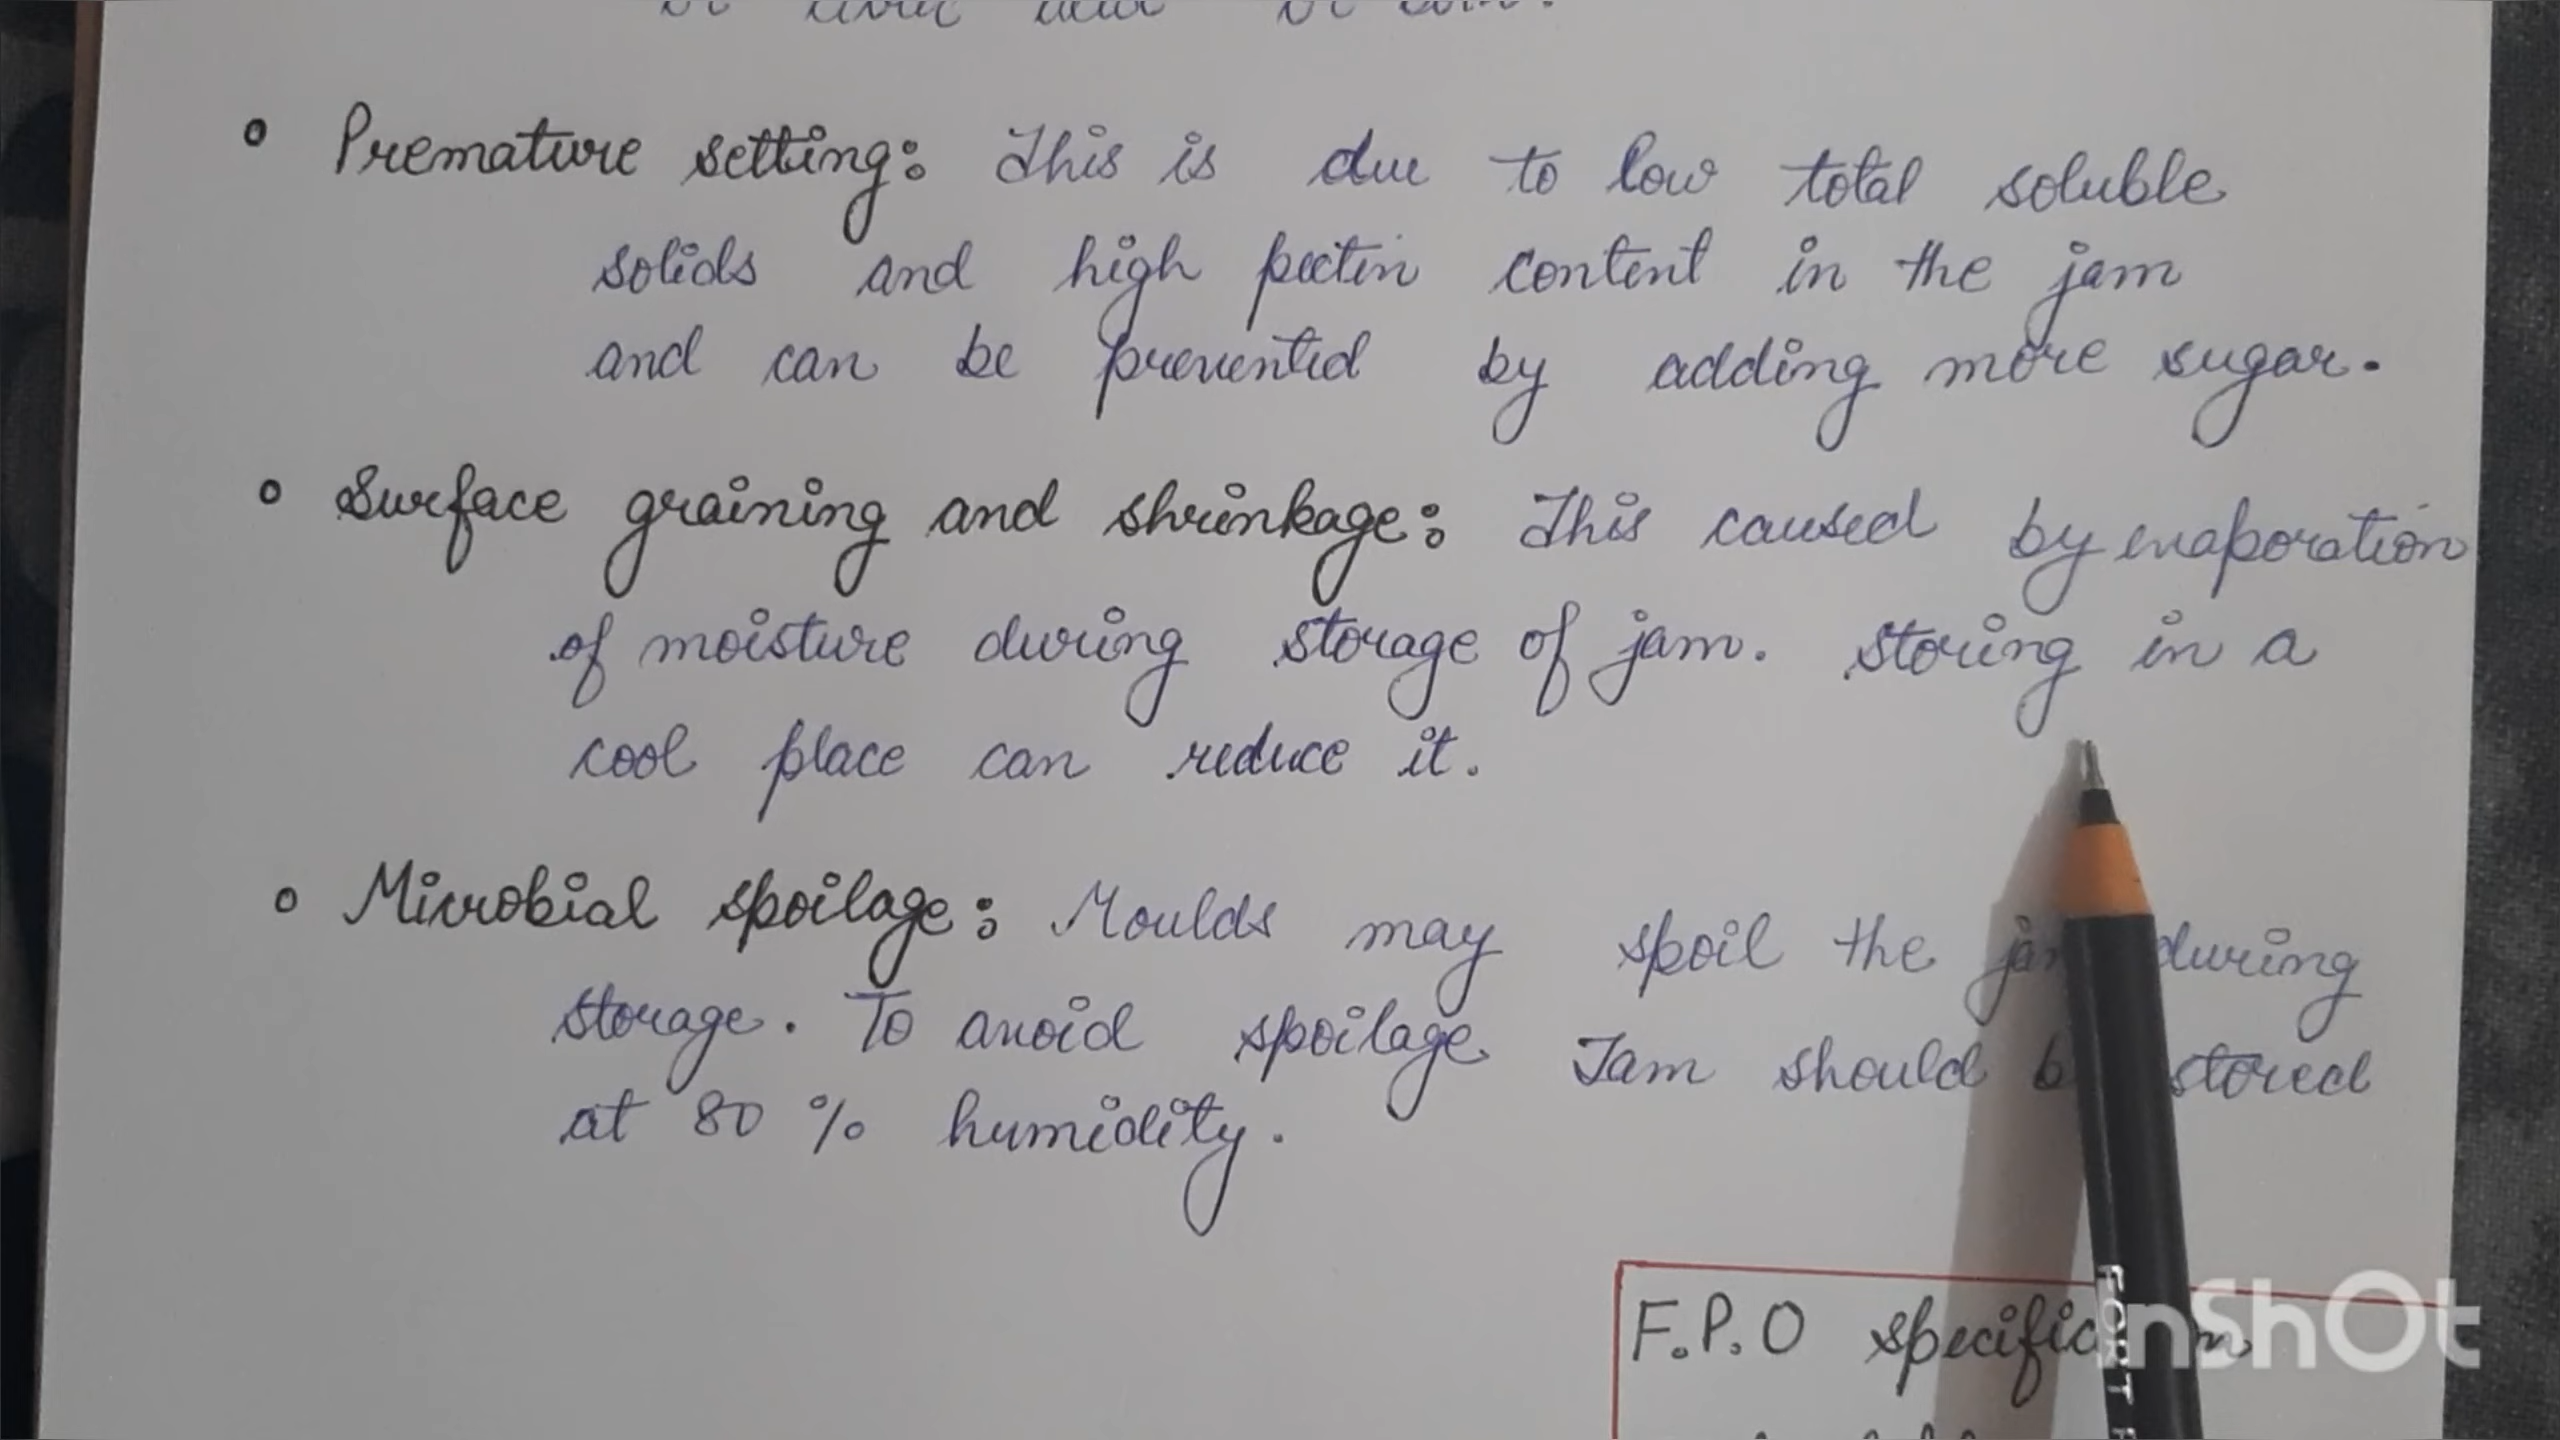 • Premature setting: This is due to low total soluble
solids and high pectin content in the jam
and can be prevented by adding more sugar.
• Surface graining and shrinkage: This caused by evaporation
of moisture during storage of jam. Storing in a
cool place can reduce it.
• Microbial spoilage: Moulds may spoil the during
storage. To avoid spoilage Jam should stored
at 80 % humidity.
F.P.O
InShOt